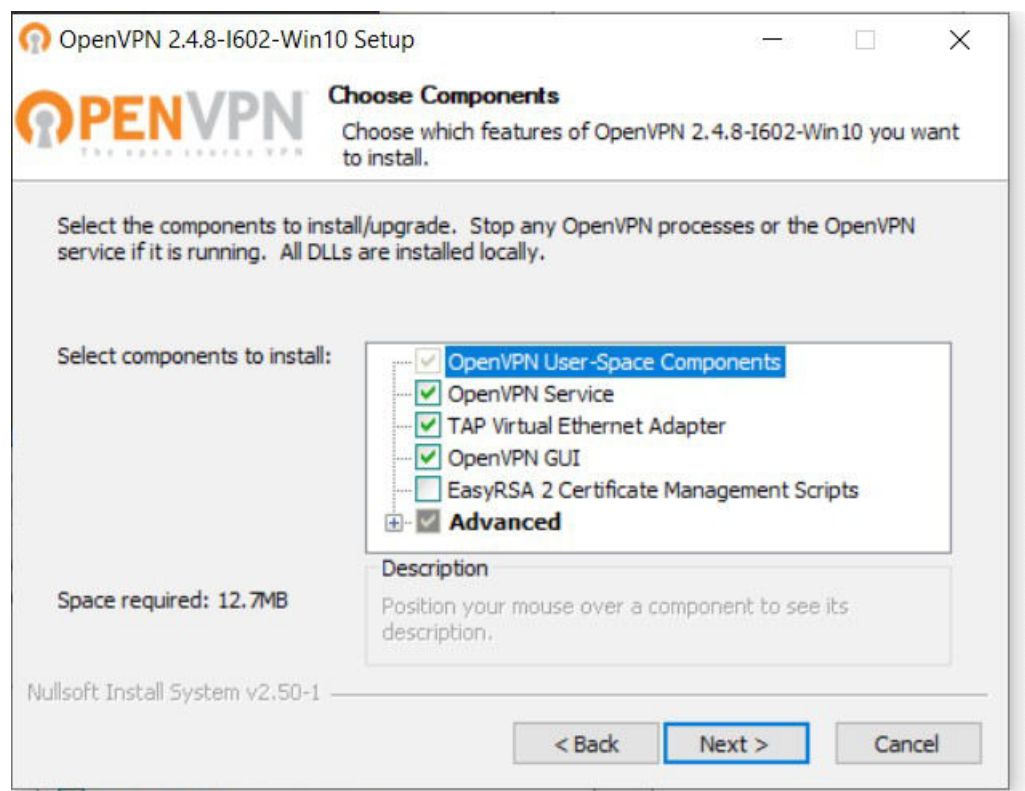 OpenVPN 2.4.8-I602-Win10 Setup
OPENVPN
The open source VPN
Choose Components
Choose which features of OpenVPN 2.4.8-I602-Win10 you want
to install.
Select the components to install/upgrade. Stop any OpenVPN processes or the OpenVPN
service if it is running. All DLLs are installed locally.
Select components to install:
OpenVPN User-Space Components
OpenVPN Service
TAP Virtual Ethernet Adapter
OpenVPN GUI
EasyRSA 2 Certificate Management Scripts
Advanced
Space required: 12.7MB
Description
Position your mouse over a component to see its
description.
Nullsoft Install System v2.50-1
< Back
Next >
Cancel